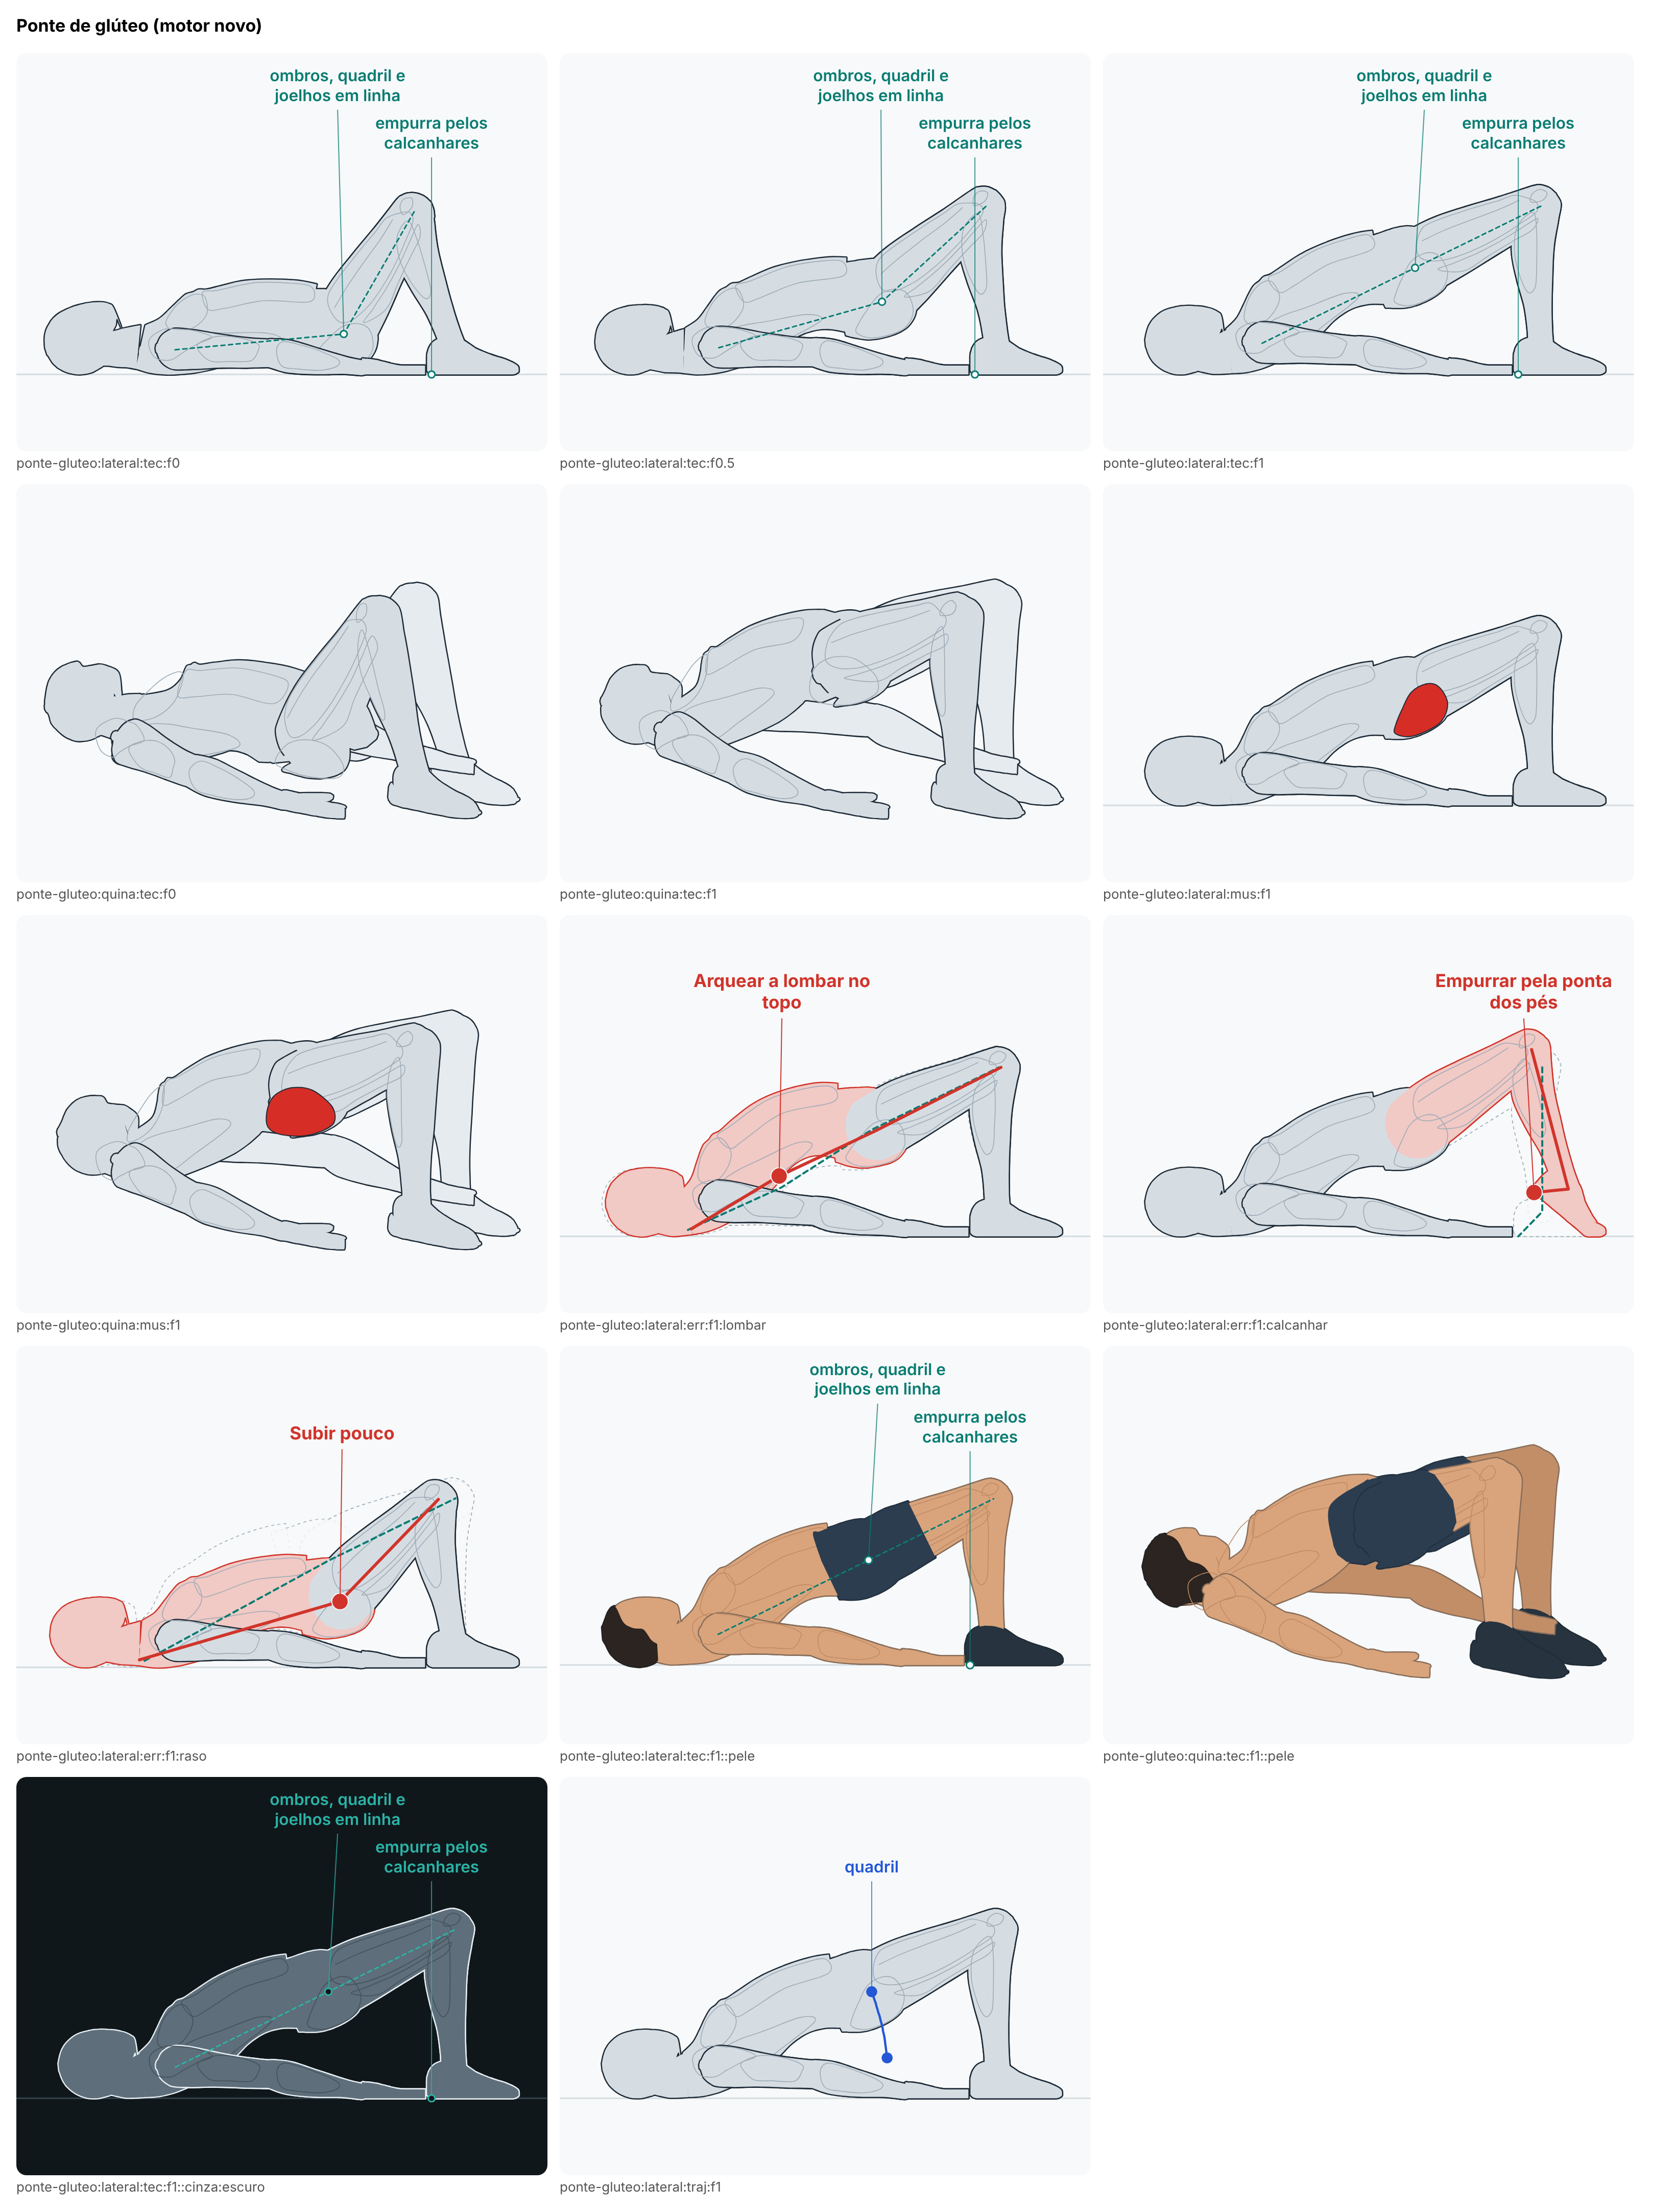 Ponte de glúteo (motor novo)
ombros, quadril e
joelhos em linha
empurra pelos
calcanhares
ponte-gluteo:lateral:tec:f0
ombros, quadril e
joelhos em linha
empurra pelos
calcanhares
ponte-gluteo:lateral:tec:f0.5
ombros, quadril e
joelhos em linha
empurra pelos
calcanhares
ponte-gluteo:lateral:tec:f1
ponte-gluteo:quina:tec:f0
ponte-gluteo:quina:tec:f1
ponte-gluteo:lateral:mus:f1
ponte-gluteo:quina:mus:f1
Arquear a lombar no
topo
ponte-gluteo:lateral:err:f1:lombar
Empurrar pela ponta
dos pés
ponte-gluteo:lateral:err:f1:calcanhar
Subir pouco
ponte-gluteo:lateral:err:f1:raso
ombros, quadril e
joelhos em linha
empurra pelos
calcanhares
ponte-gluteo:lateral:tec:f1::pele
ponte-gluteo:quina:tec:f1::pele
ombros, quadril e
joelhos em linha
empurra pelos
calcanhares
ponte-gluteo:lateral:tec:f1::cinza:escuro
quadril
ponte-gluteo:lateral:traj:f1